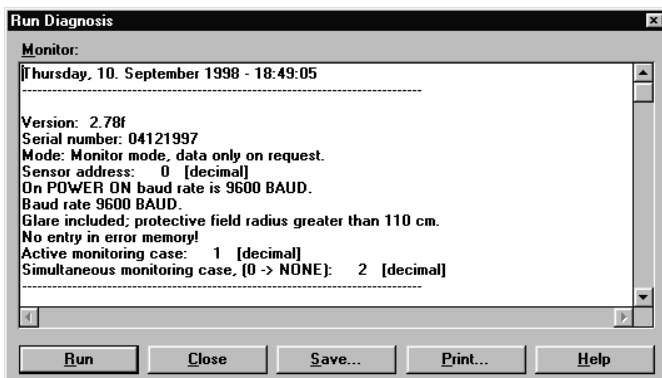 Run Diagnosis
Monitor:
Thursday, 10. September 1998 - 18:49:05
--------------------------------------------------------------------------------
Version:  2.78f
Serial number: 04121997
Mode: Monitor mode, data only on request.
Sensor address:     0   [decimal]
On POWER ON baud rate is 9600 BAUD.
Baud rate 9600 BAUD.
Glare included; protective field radius greater than 110 cm.
No entry in error memory!
Active monitoring case:     1   [decimal]
Simultaneous monitoring case, (0 -> NONE):     2   [decimal]
--------------------------------------------------------------------------------
Run Close Save... Print... Help